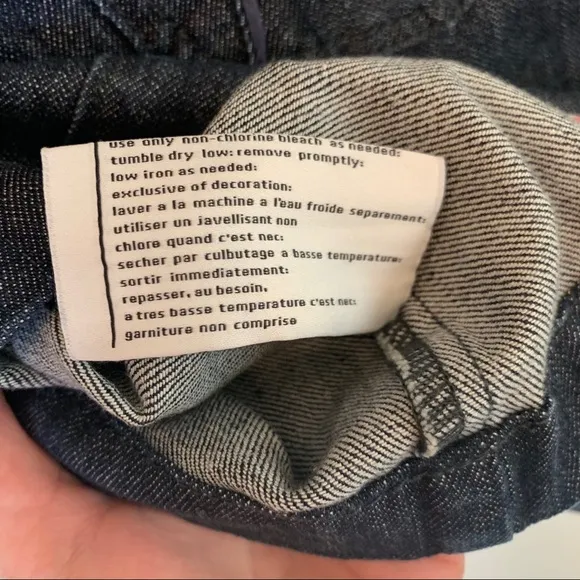 use only non-chlorine bleach as needed:
tumble dry low: remove promptly:
low iron as needed:
exclusive of decoration:
laver a la machine a l'eau froide separement:
utiliser un javellisant non
chlore quand c'est nec:
secher par culbutage a basse temperature:
sortir immediatement:
repasser, au besoin,
a tres basse temperature c'est nec:
garniture non comprise